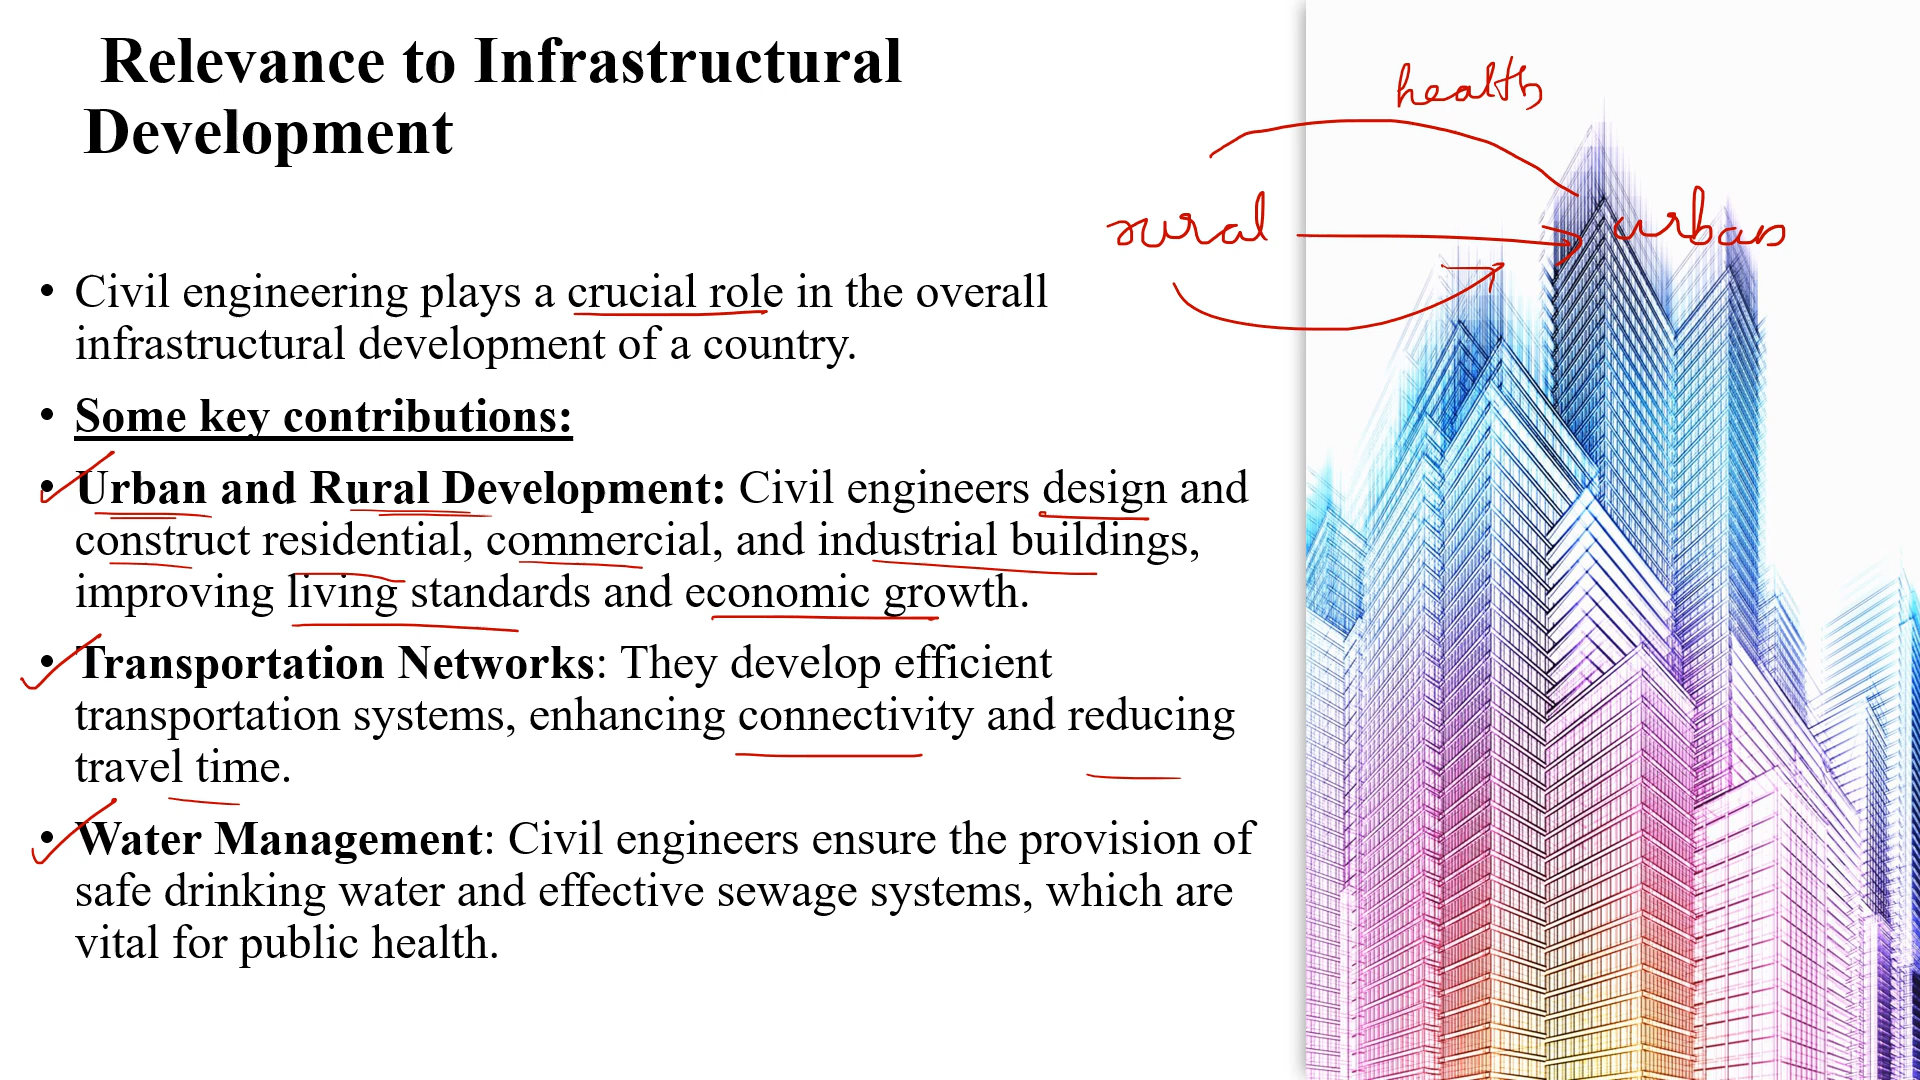 Relevance to Infrastructural
Development
health
rural
urban
• Civil engineering plays a crucial role in the overall
infrastructural development of a country.
• Some key contributions:
• Urban and Rural Development: Civil engineers design and
construct residential, commercial, and industrial buildings,
improving living standards and economic growth.
• Transportation Networks: They develop efficient
transportation systems, enhancing connectivity and reducing
travel time.
• Water Management: Civil engineers ensure the provision of
safe drinking water and effective sewage systems, which are
vital for public health.